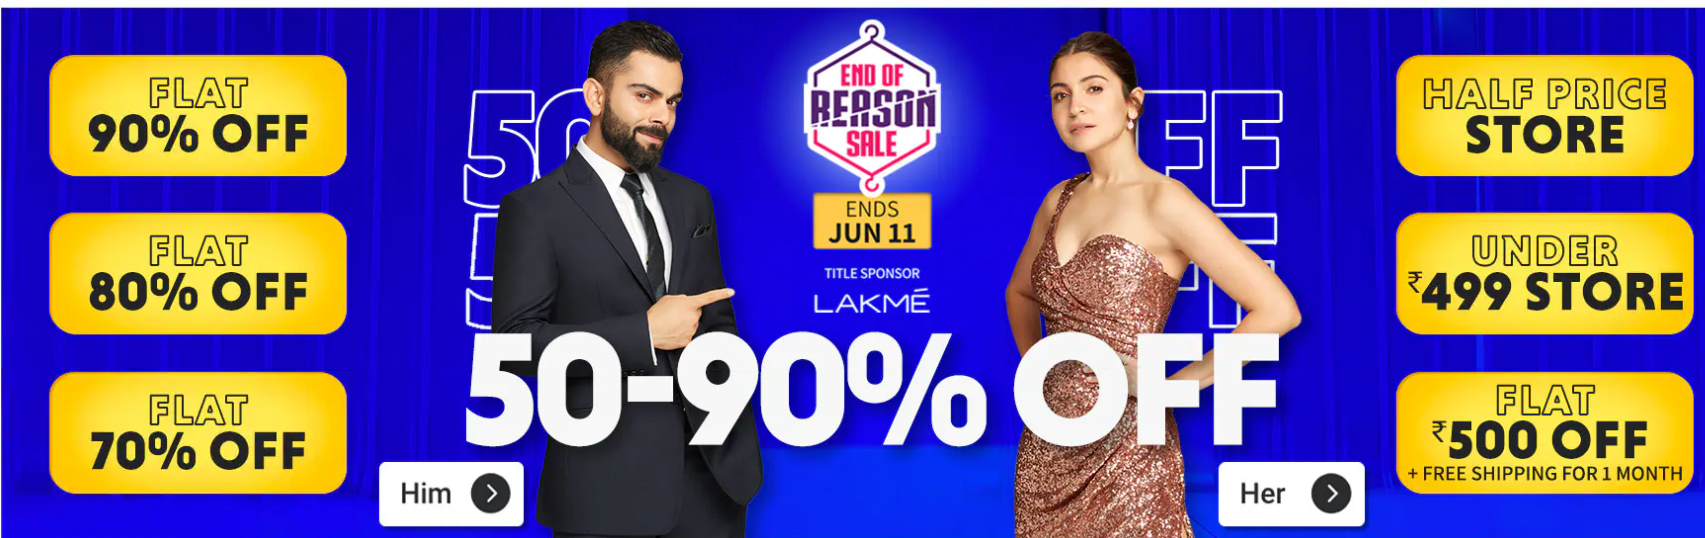 FLAT
90% OFF
FLAT
80% OFF
FLAT
70% OFF
END OF
REASON
SALE
ENDS
JUN 11
TITLE SPONSOR
LAKMÉ
50-90% OFF
Him
Her
HALF PRICE
STORE
UNDER
₹499 STORE
FLAT
₹500 OFF
+ FREE SHIPPING FOR 1 MONTH